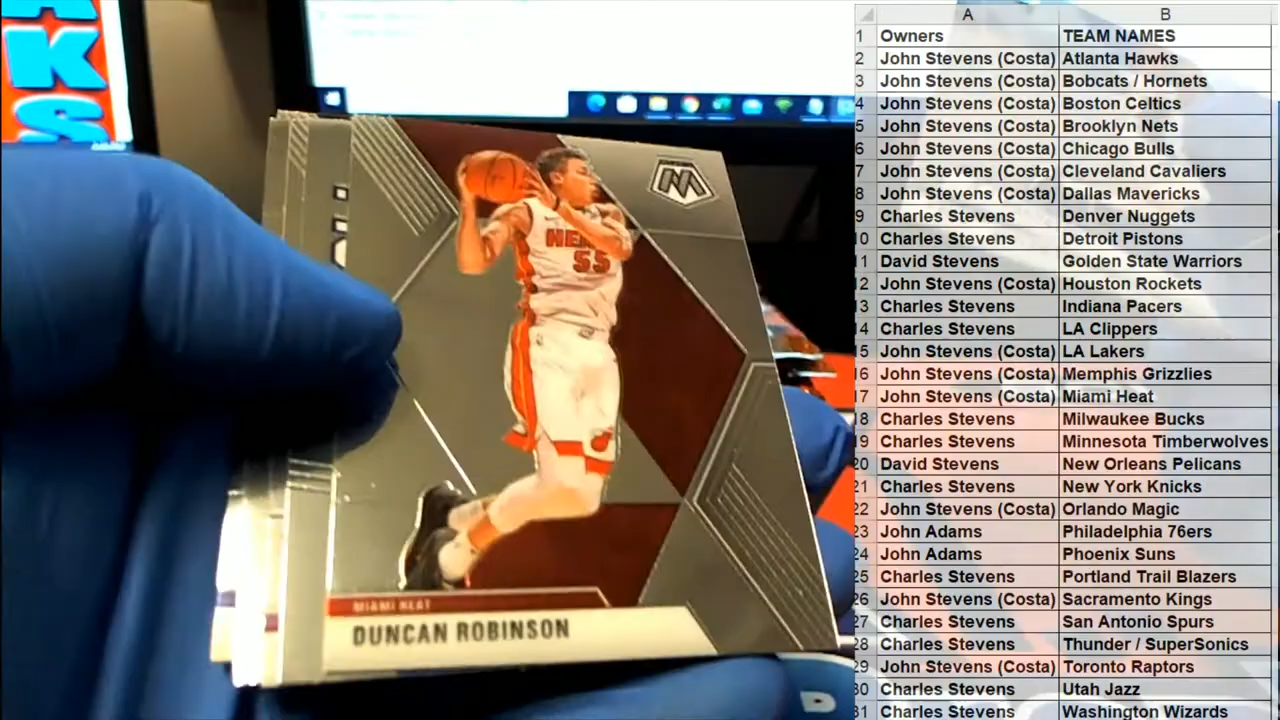 KS
HEAT
55
M
MIAMI HEAT
DUNCAN ROBINSON
A B
1 Owners TEAM NAMES
2 John Stevens (Costa) Atlanta Hawks
3 John Stevens (Costa) Bobcats / Hornets
4 John Stevens (Costa) Boston Celtics
5 John Stevens (Costa) Brooklyn Nets
6 John Stevens (Costa) Chicago Bulls
7 John Stevens (Costa) Cleveland Cavaliers
8 John Stevens (Costa) Dallas Mavericks
9 Charles Stevens Denver Nuggets
10 Charles Stevens Detroit Pistons
11 David Stevens Golden State Warriors
12 John Stevens (Costa) Houston Rockets
13 Charles Stevens Indiana Pacers
14 Charles Stevens LA Clippers
15 John Stevens (Costa) LA Lakers
16 John Stevens (Costa) Memphis Grizzlies
17 John Stevens (Costa) Miami Heat
18 Charles Stevens Milwaukee Bucks
19 Charles Stevens Minnesota Timberwolves
20 David Stevens New Orleans Pelicans
21 Charles Stevens New York Knicks
22 John Stevens (Costa) Orlando Magic
23 John Adams Philadelphia 76ers
24 John Adams Phoenix Suns
25 Charles Stevens Portland Trail Blazers
26 John Stevens (Costa) Sacramento Kings
27 Charles Stevens San Antonio Spurs
28 Charles Stevens Thunder / SuperSonics
29 John Stevens (Costa) Toronto Raptors
30 Charles Stevens Utah Jazz
31 Charles Stevens Washington Wizards